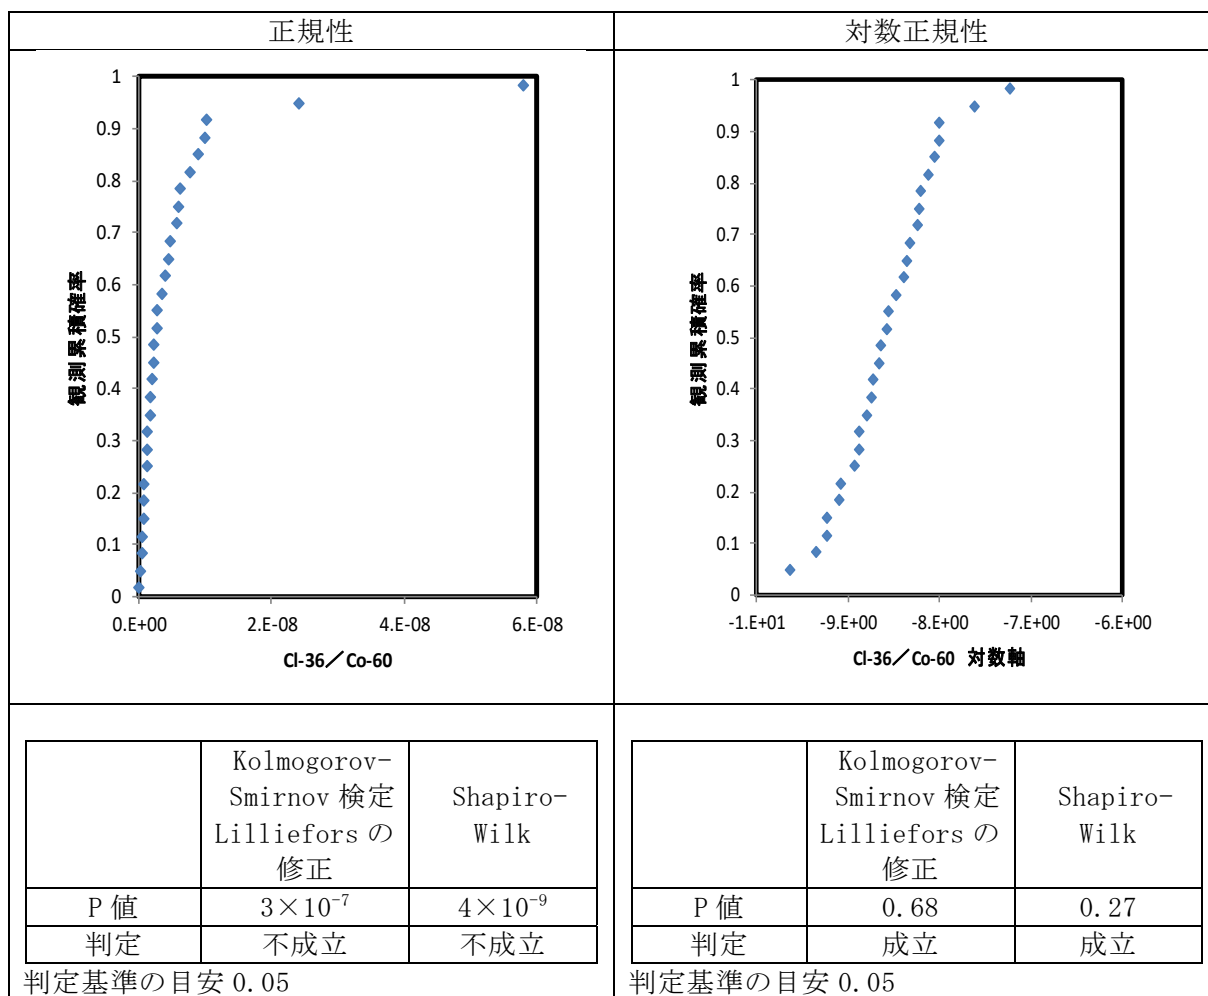 正規性
1
0.9
0.8
0.7
0.6
0.5
0.4
0.3
0.2
0.1
0
観測累積確率
0.E+00 2.E-08 4.E-08 6.E-08
Cl-36／Co-60
Kolmogorov-
Smirnov 検定
Lilliefors の
修正
Shapiro-
Wilk
P 値 3×10⁻⁷ 4×10⁻⁹
判定 不成立 不成立
判定基準の目安 0.05
対数正規性
1
0.9
0.8
0.7
0.6
0.5
0.4
0.3
0.2
0.1
0
観測累積確率
-1.E+01 -9.E+00 -8.E+00 -7.E+00 -6.E+00
Cl-36／Co-60 対数軸
Kolmogorov-
Smirnov 検定
Lilliefors の
修正
Shapiro-
Wilk
P 値 0.68 0.27
判定 成立 成立
判定基準の目安 0.05